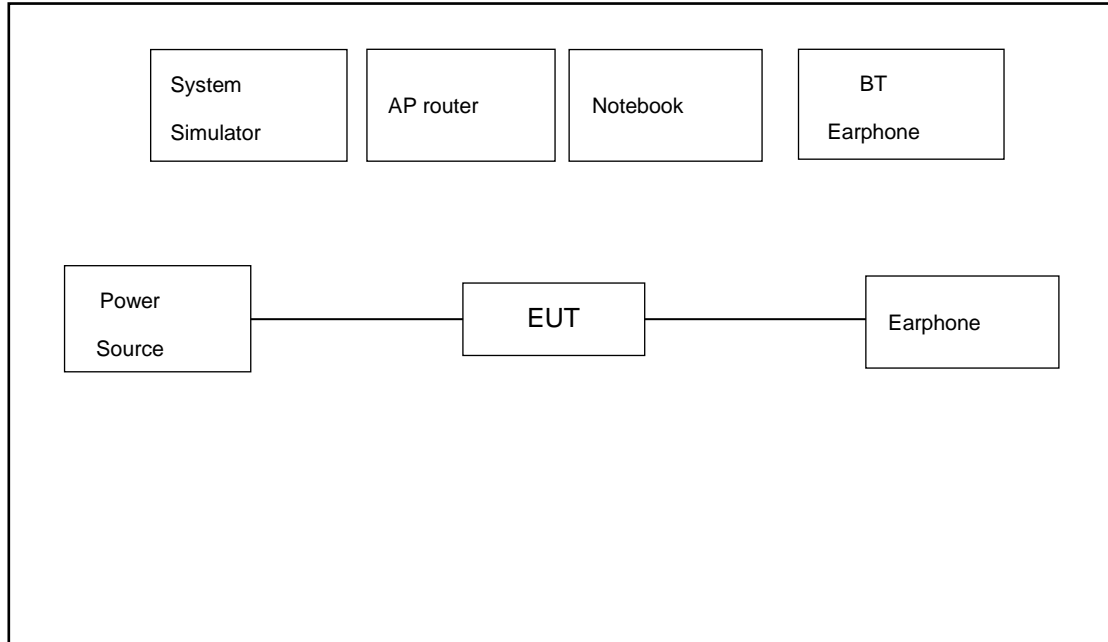 System
Simulator
AP router
Notebook
BT
Earphone
Power
Source
EUT
Earphone